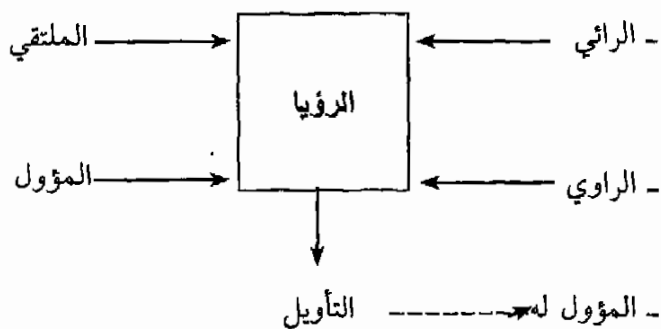 - الرائي
الملتقي
الرؤيا
- الراوي
المؤول
- المؤول له
التأويل